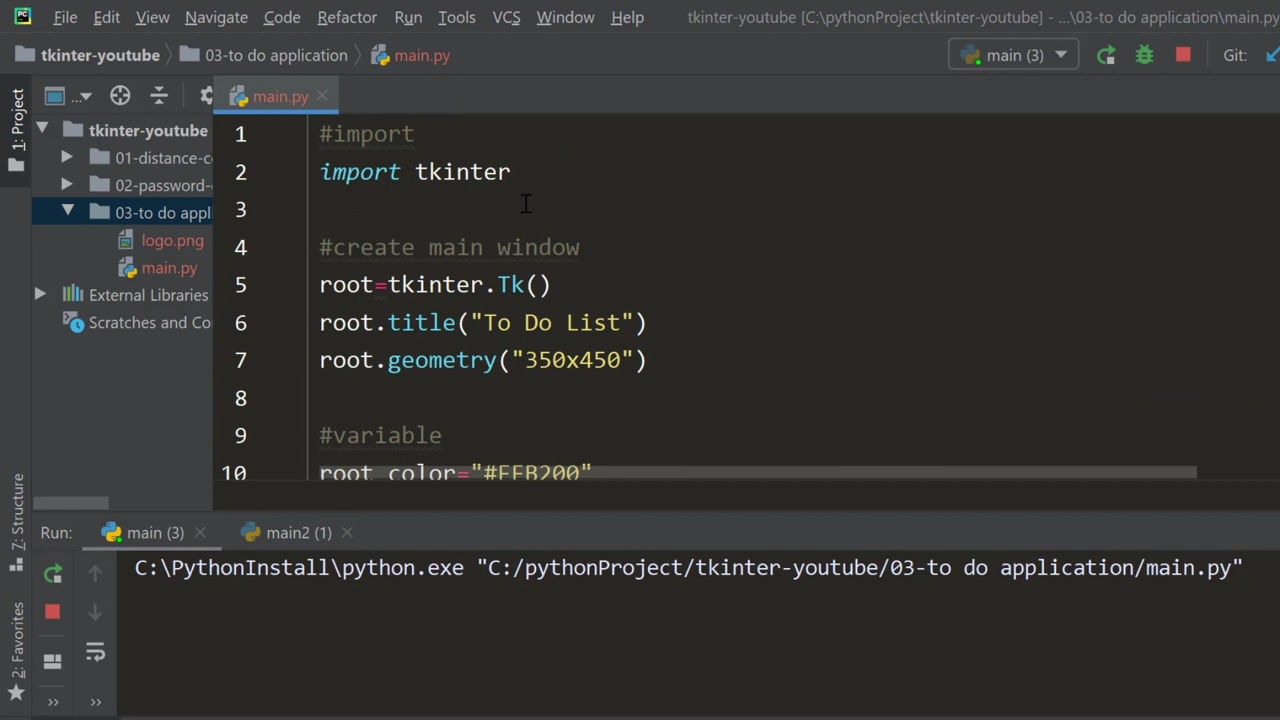 PC File Edit View Navigate Code Refactor Run Tools VCS Window Help tkinter-youtube [C:\pythonProject\tkinter-youtube] - ...\03-to do application\main.py
tkinter-youtube 03-to do application main.py main (3) Git:
1: Project
...
main.py
tkinter-youtube
01-distance-c
02-password-
03-to do appl
logo.png
main.py
External Libraries
Scratches and Co
1 #import
2 import tkinter
3
4 #create main window
5 root=tkinter.Tk()
6 root.title("To Do List")
7 root.geometry("350x450")
8
9 #variable
10 root_color="#FFB200"
7: Structure
2: Favorites
Run: main (3) main2 (1)
C:\PythonInstall\python.exe "C:/pythonProject/tkinter-youtube/03-to do application/main.py"
>> >>